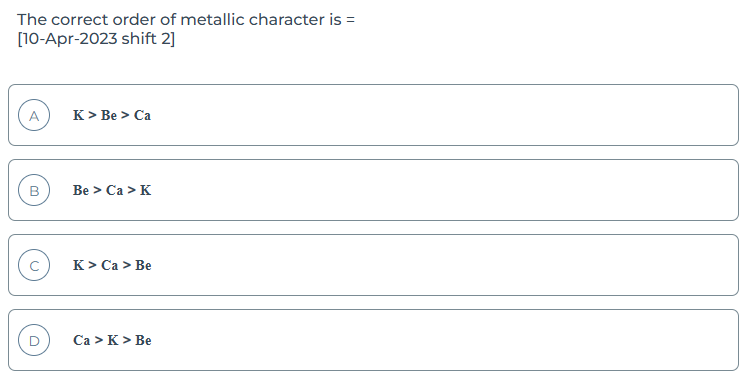 The correct order of metallic character is =
[10-Apr-2023 shift 2]
A K > Be > Ca
B Be > Ca > K
C K > Ca > Be
D Ca > K > Be